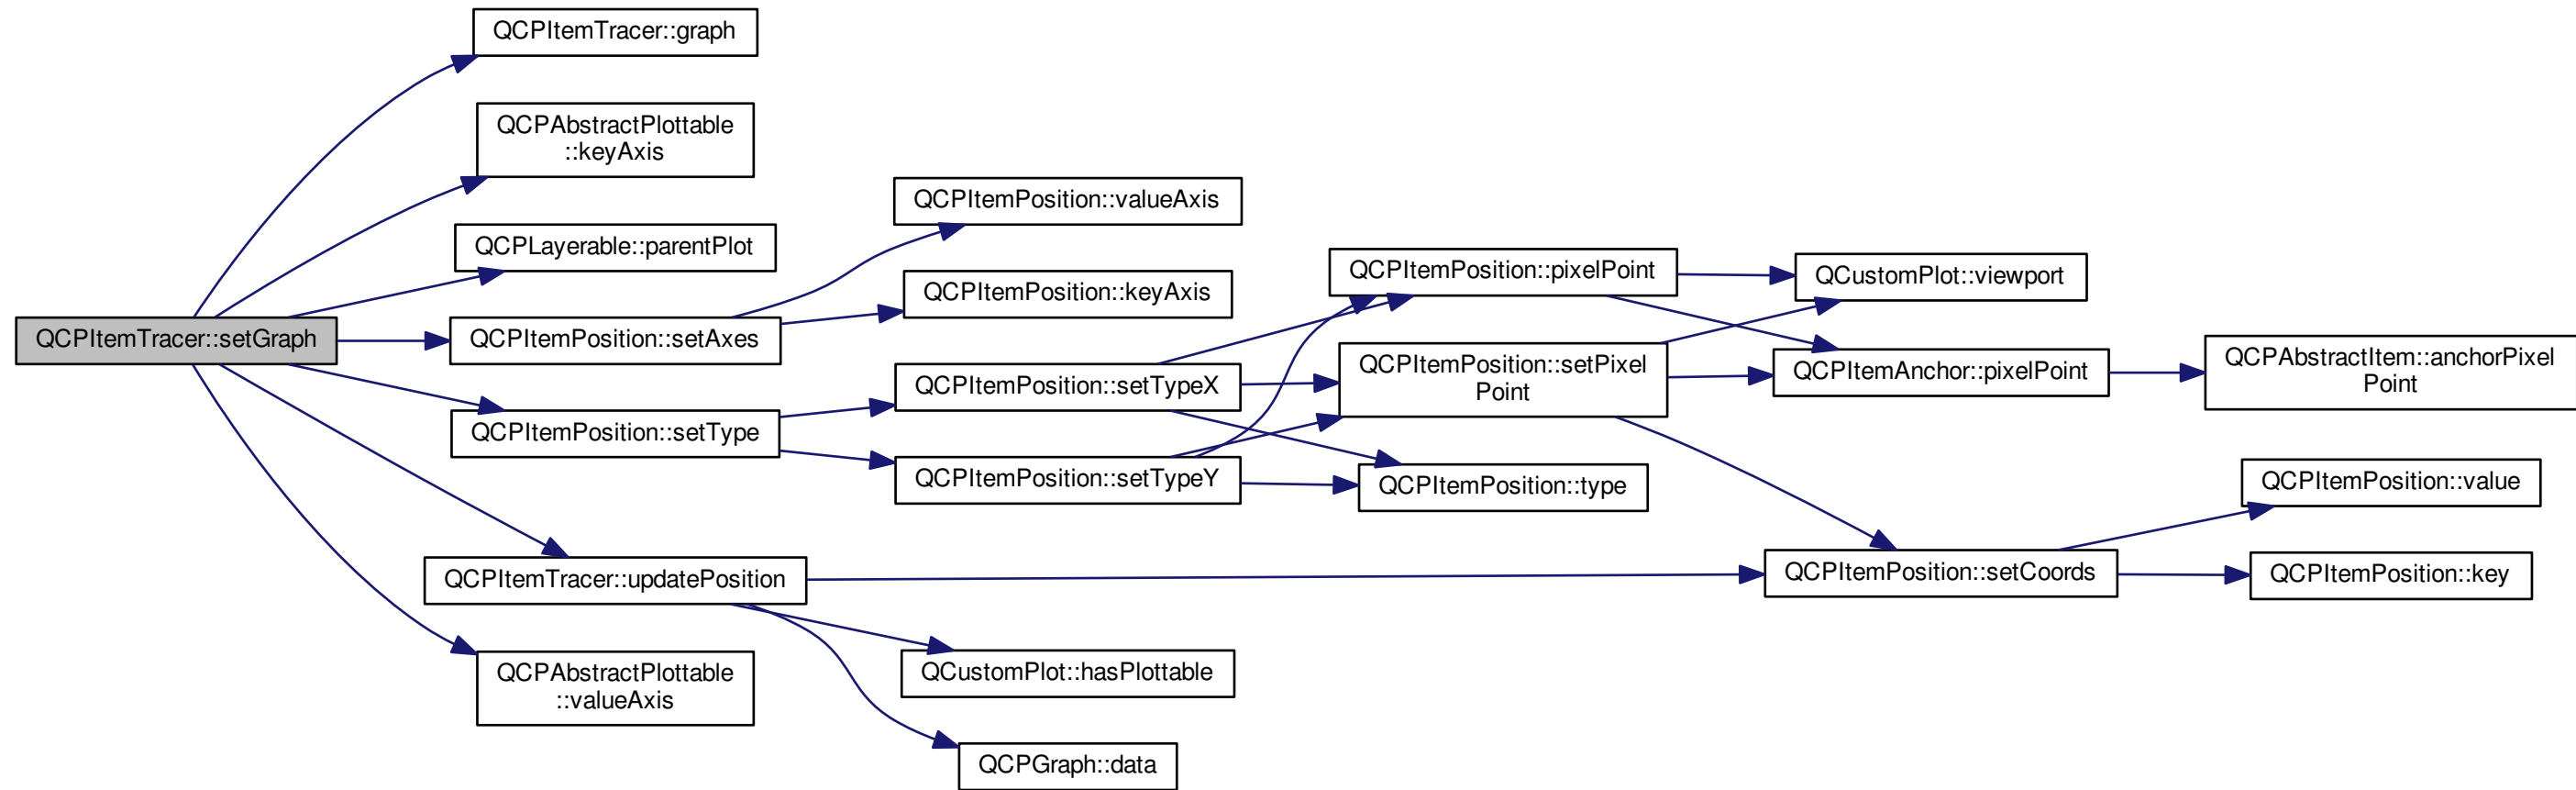 QCPItemTracer::graph
QCPAbstractPlottable
::keyAxis
QCPItemPosition::valueAxis
QCPLayerable::parentPlot
QCPItemPosition::pixelPoint
QCustomPlot::viewport
QCPItemPosition::keyAxis
QCPItemTracer::setGraph
QCPItemPosition::setAxes
QCPItemPosition::setPixel
Point
QCPItemAnchor::pixelPoint
QCPAbstractItem::anchorPixel
Point
QCPItemPosition::setTypeX
QCPItemPosition::setType
QCPItemPosition::setTypeY
QCPItemPosition::type
QCPItemPosition::value
QCPItemTracer::updatePosition
QCPItemPosition::setCoords
QCPItemPosition::key
QCustomPlot::hasPlottable
QCPAbstractPlottable
::valueAxis
QCPGraph::data